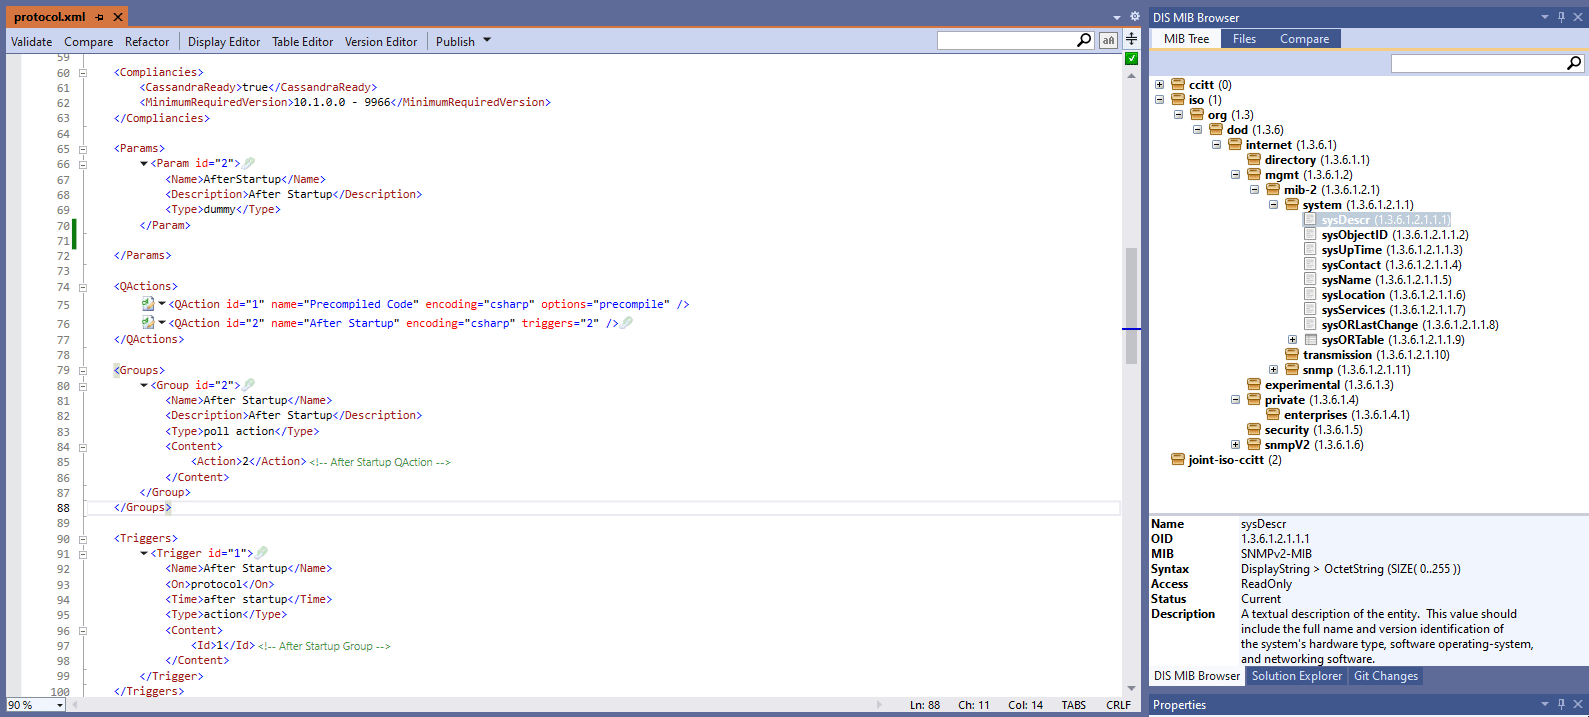 protocol.xml
Validate Compare Refactor Display Editor Table Editor Version Editor Publish
59
60 <Compliancies>
61 <CassandraReady>true</CassandraReady>
62 <MinimumRequiredVersion>10.1.0.0 - 9966</MinimumRequiredVersion>
63 </Compliancies>
64
65 <Params>
66 <Param id="2">
67 <Name>AfterStartup</Name>
68 <Description>After Startup</Description>
69 <Type>dummy</Type>
70 </Param>
71
72 </Params>
73
74 <QActions>
75 <QAction id="1" name="Precompiled Code" encoding="csharp" options="precompile" />
76 <QAction id="2" name="After Startup" encoding="csharp" triggers="2" />
77 </QActions>
78
79 <Groups>
80 <Group id="2">
81 <Name>After Startup</Name>
82 <Description>After Startup</Description>
83 <Type>poll action</Type>
84 <Content>
85 <Action>2</Action> <!-- After Startup QAction -->
86 </Content>
87 </Group>
88 </Groups>
89
90 <Triggers>
91 <Trigger id="1">
92 <Name>After Startup</Name>
93 <On>protocol</On>
94 <Time>after startup</Time>
95 <Type>action</Type>
96 <Content>
97 <Id>1</Id> <!-- After Startup Group -->
98 </Content>
99 </Trigger>
100 </Triggers>
90 % Ln: 88 Ch: 11 Col: 14 TABS CRLF
DIS MIB Browser
MIB Tree Files Compare
ccitt (0)
iso (1)
org (1.3)
dod (1.3.6)
internet (1.3.6.1)
directory (1.3.6.1.1)
mgmt (1.3.6.1.2)
mib-2 (1.3.6.1.2.1)
system (1.3.6.1.2.1.1)
sysDescr (1.3.6.1.2.1.1.1)
sysObjectID (1.3.6.1.2.1.1.2)
sysUpTime (1.3.6.1.2.1.1.3)
sysContact (1.3.6.1.2.1.1.4)
sysName (1.3.6.1.2.1.1.5)
sysLocation (1.3.6.1.2.1.1.6)
sysServices (1.3.6.1.2.1.1.7)
sysORLastChange (1.3.6.1.2.1.1.8)
sysORTable (1.3.6.1.2.1.1.9)
transmission (1.3.6.1.2.1.10)
snmp (1.3.6.1.2.1.11)
experimental (1.3.6.1.3)
private (1.3.6.1.4)
enterprises (1.3.6.1.4.1)
security (1.3.6.1.5)
snmpV2 (1.3.6.1.6)
joint-iso-ccitt (2)
Name sysDescr
OID 1.3.6.1.2.1.1.1
MIB SNMPv2-MIB
Syntax DisplayString > OctetString (SIZE( 0..255 ))
Access ReadOnly
Status Current
Description A textual description of the entity. This value should
include the full name and version identification of
the system's hardware type, software operating-system,
and networking software.
DIS MIB Browser Solution Explorer Git Changes
Properties